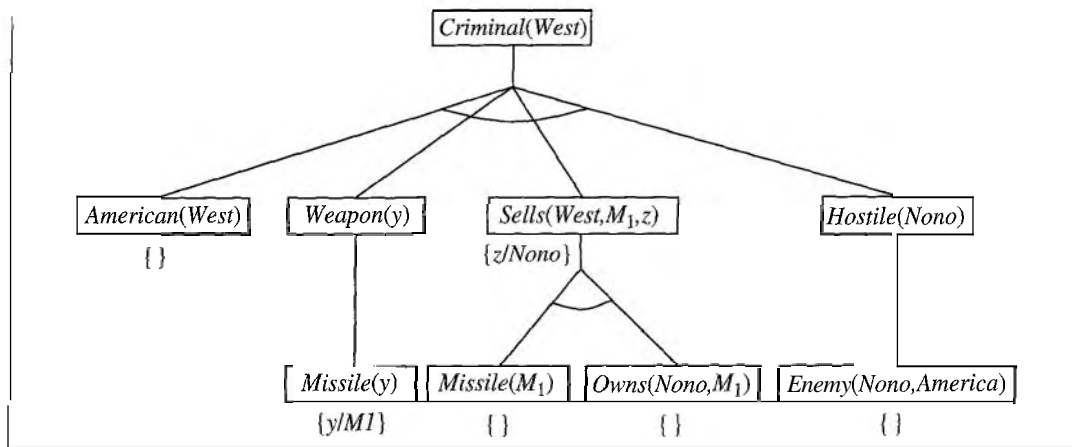 Criminal(West)
American(West) Weapon(y) Sells(West,M₁,z) Hostile(Nono)
{ } {z/Nono}
Missile(y) Missile(M₁) Owns(Nono,M₁) Enemy(Nono,America)
{y/M1} { } { } { }